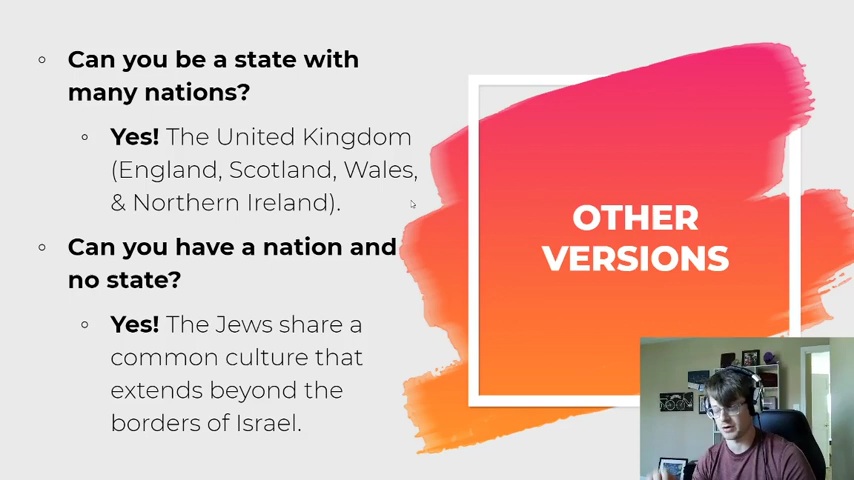 Can you be a state with
many nations?
Yes! The United Kingdom
(England, Scotland, Wales,
& Northern Ireland).
Can you have a nation and
no state?
Yes! The Jews share a
common culture that
extends beyond the
borders of Israel.
OTHER
VERSIONS